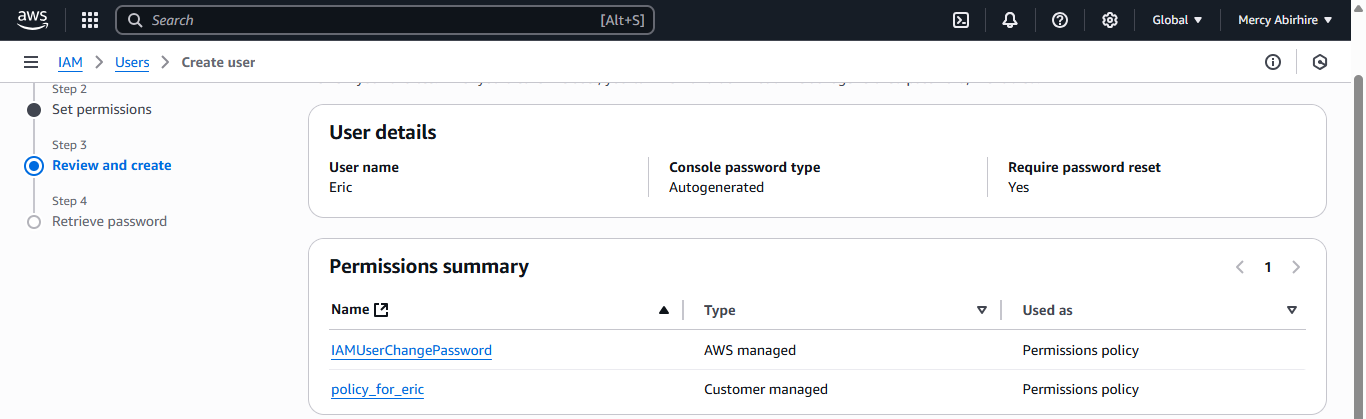 aws
Search [Alt+S] Global Mercy Abirhire
IAM Users Create user
Step 2
Set permissions
Step 3
Review and create
Step 4
Retrieve password
User details
User name Console password type Require password reset
Eric Autogenerated Yes
Permissions summary 1
Name Type Used as
IAMUserChangePassword AWS managed Permissions policy
policy_for_eric Customer managed Permissions policy